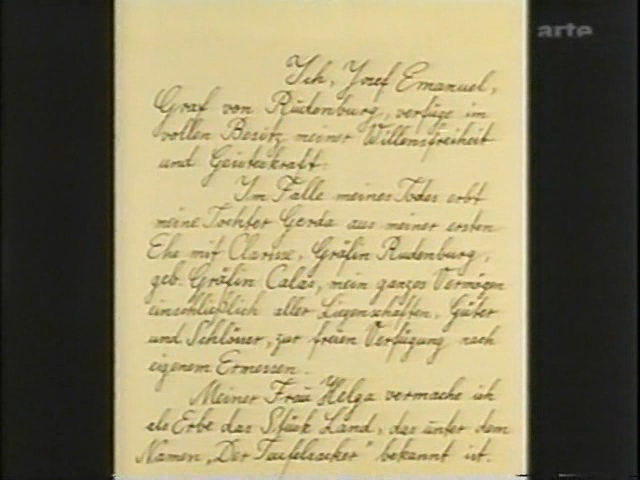 arte
Ich, Josef Emanuel,
Graf von Rudenburg, verfüge im
vollen Besitz meiner Willensfreiheit
und Geisteskraft:
Im Falle meines Todes erbt
meine Tochter Gerda aus meiner ersten
Ehe mit Clarisse, Gräfin Rudenburg,
geb. Gräfin Calas, mein ganzes Vermögen
einschließlich aller Liegenschaften, Güter
und Schlösser, zur freien Verfügung nach
eigenem Ermessen.
Meiner Frau Helga vermache ich
als Erbe das Stück Land, das unter dem
Namen „Der Teufelsacker" bekannt ist.